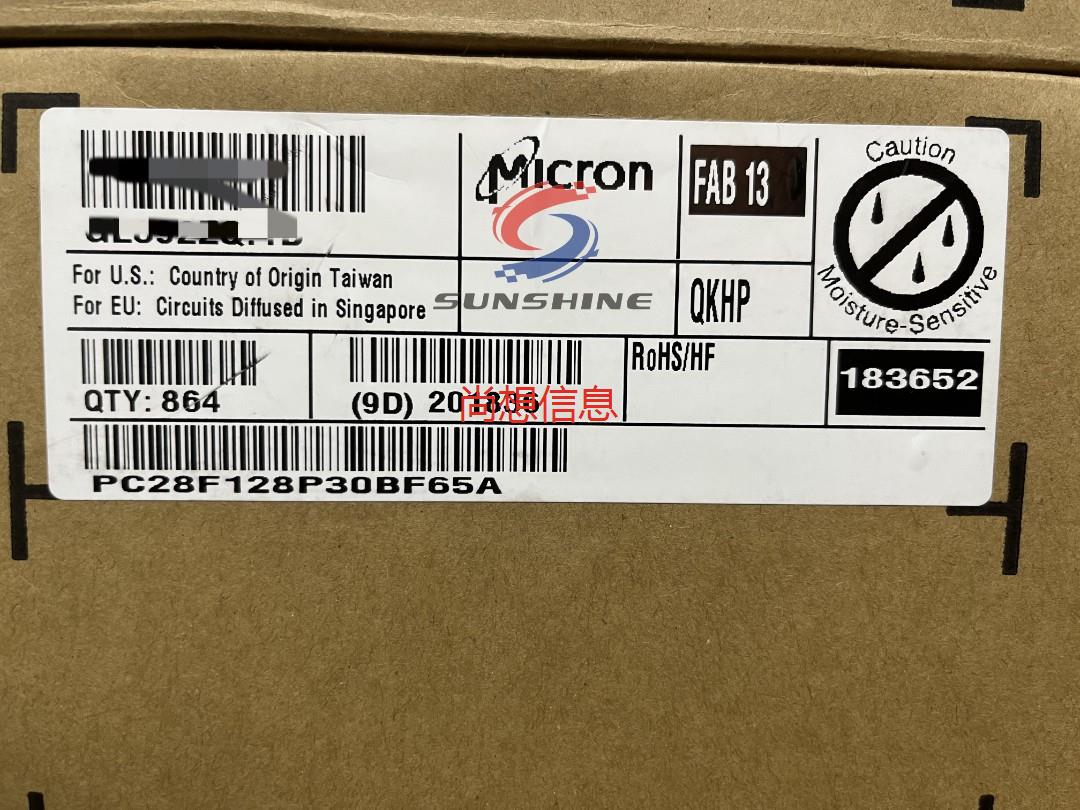 Micron
FAB 13
Caution
Moisture-Sensitive
For U.S.: Country of Origin Taiwan
For EU: Circuits Diffused in Singapore
SUNSHINE
QKHP
QTY: 864
(9D)
尚想信息
RoHS/HF
183652
PC28F128P30BF65A